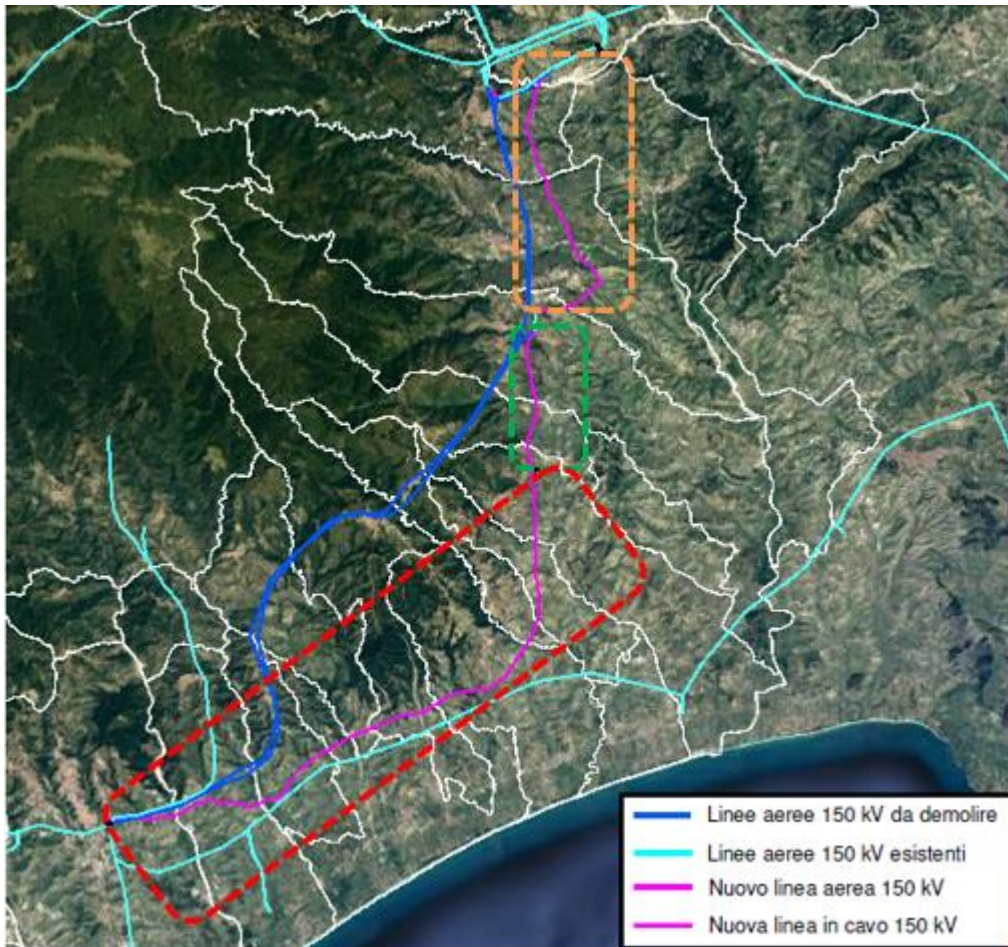 Linee aeree 150 kV da demolire
Linee aeree 150 kV esistenti
Nuovo linea aerea 150 kV
Nuova linea in cavo 150 kV